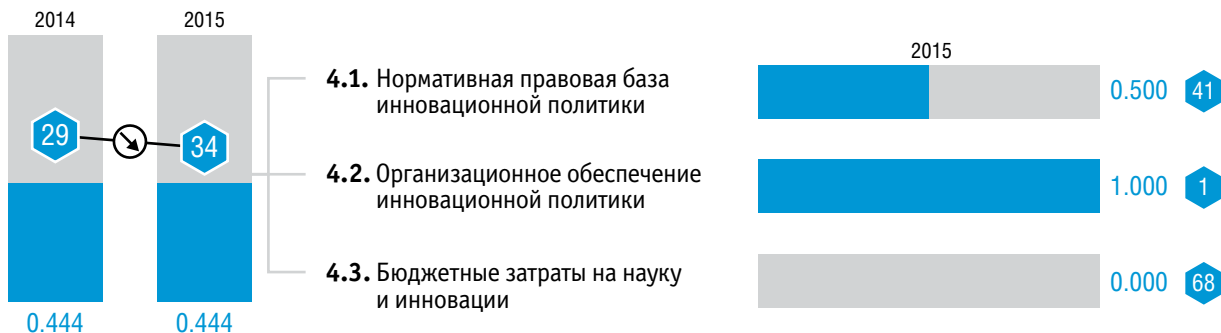 2014
2015
29
34
0.444
0.444
4.1. Нормативная правовая база
инновационной политики
4.2. Организационное обеспечение
инновационной политики
4.3. Бюджетные затраты на науку
и инновации
2015
0.500 41
1.000 1
0.000 68